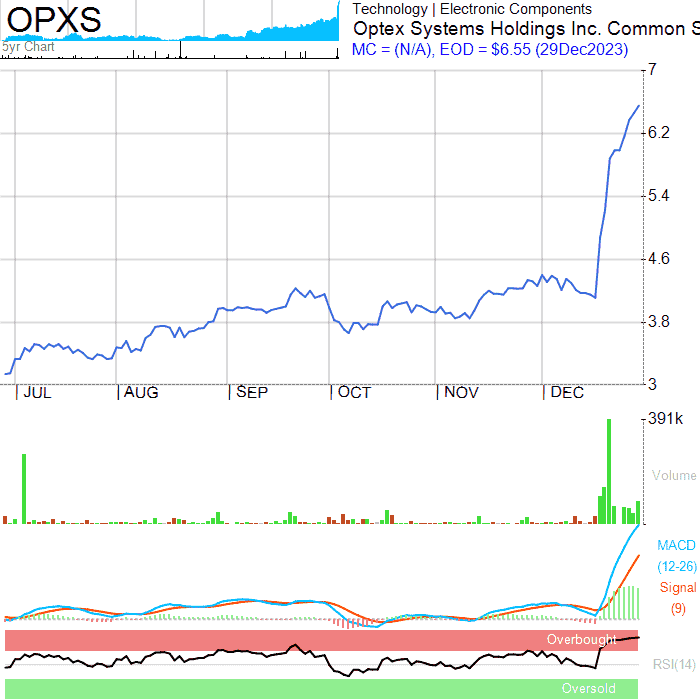 OPXS
5yr Chart
Technology | Electronic Components
Optex Systems Holdings Inc. Common S
MC = (N/A), EOD = $6.55 (29Dec2023)
7
6.2
5.4
4.6
3.8
3
JUL
AUG
SEP
OCT
NOV
DEC
391k
Volume
MACD
(12-26)
Signal
(9)
Overbought
RSI(14)
Oversold